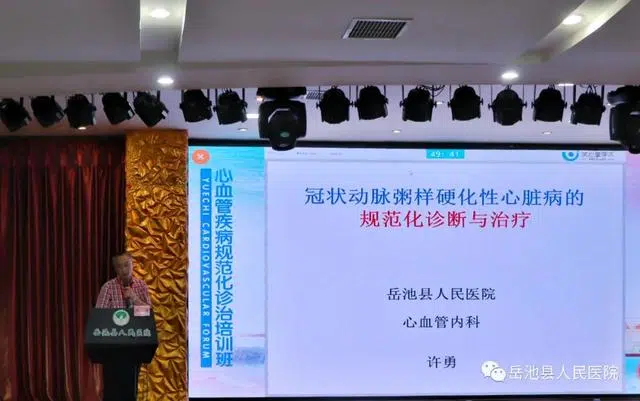 49:41
心血管疾病规范化诊治培训班
YUECHI CARDIOVASCULAR FORUM
冠状动脉粥样硬化性心脏病的
规范化诊断与治疗
岳池县人民医院
心血管内科
许勇
岳池县人民医院
岳池县人民医院